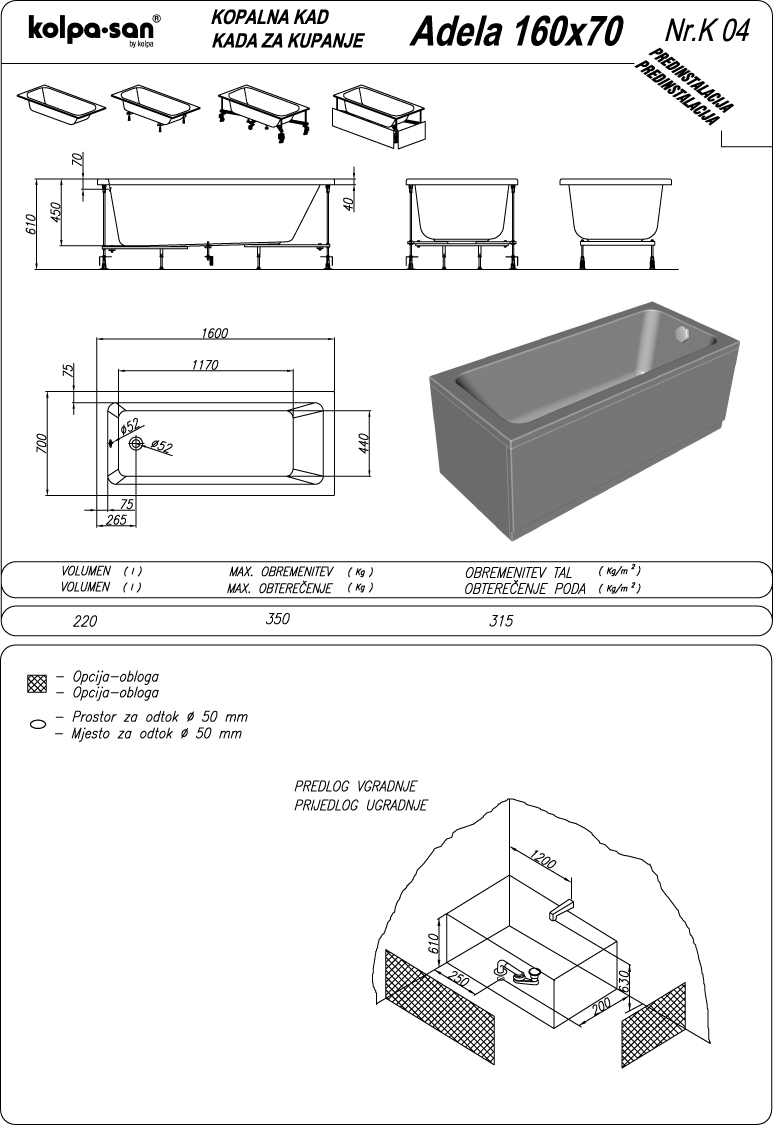 kolpa·san®
by kolpa
KOPALNA KAD
KADA ZA KUPANJE
Adela 160x70
Nr.K 04
PREDINSTALACIJA
PREDINSTALACIJA
70
610
450
40
1600
1170
75
700
ø52
ø52
440
75
265
VOLUMEN ( l )
VOLUMEN ( l )
MAX. OBREMENITEV ( Kg )
MAX. OBTEREČENJE ( Kg )
OBREMENITEV TAL ( Kg/m² )
OBTEREČENJE PODA ( Kg/m² )
220
350
315
– Opcija-obloga
– Opcija-obloga
– Prostor za odtok ø 50 mm
– Mjesto za odtok ø 50 mm
PREDLOG VGRADNJE
PRIJEDLOG UGRADNJE
1200
610
250
630
200